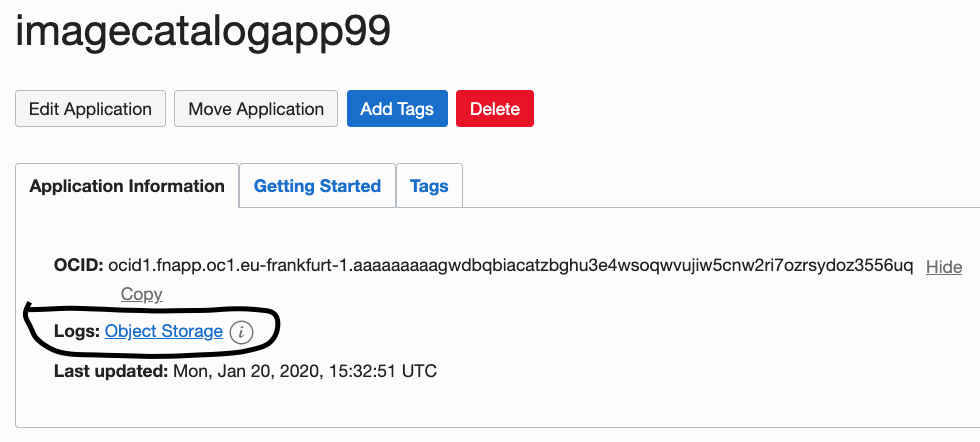 imagecatalogapp99
Edit Application Move Application Add Tags Delete
Application Information Getting Started Tags
OCID: ocid1.fnapp.oc1.eu-frankfurt-1.aaaaaaaaagwdbqbiacatzbghu3e4wsoqwvujiw5cnw2ri7ozrsydoz3556uq Hide
Copy
Logs: Object Storage i
Last updated: Mon, Jan 20, 2020, 15:32:51 UTC